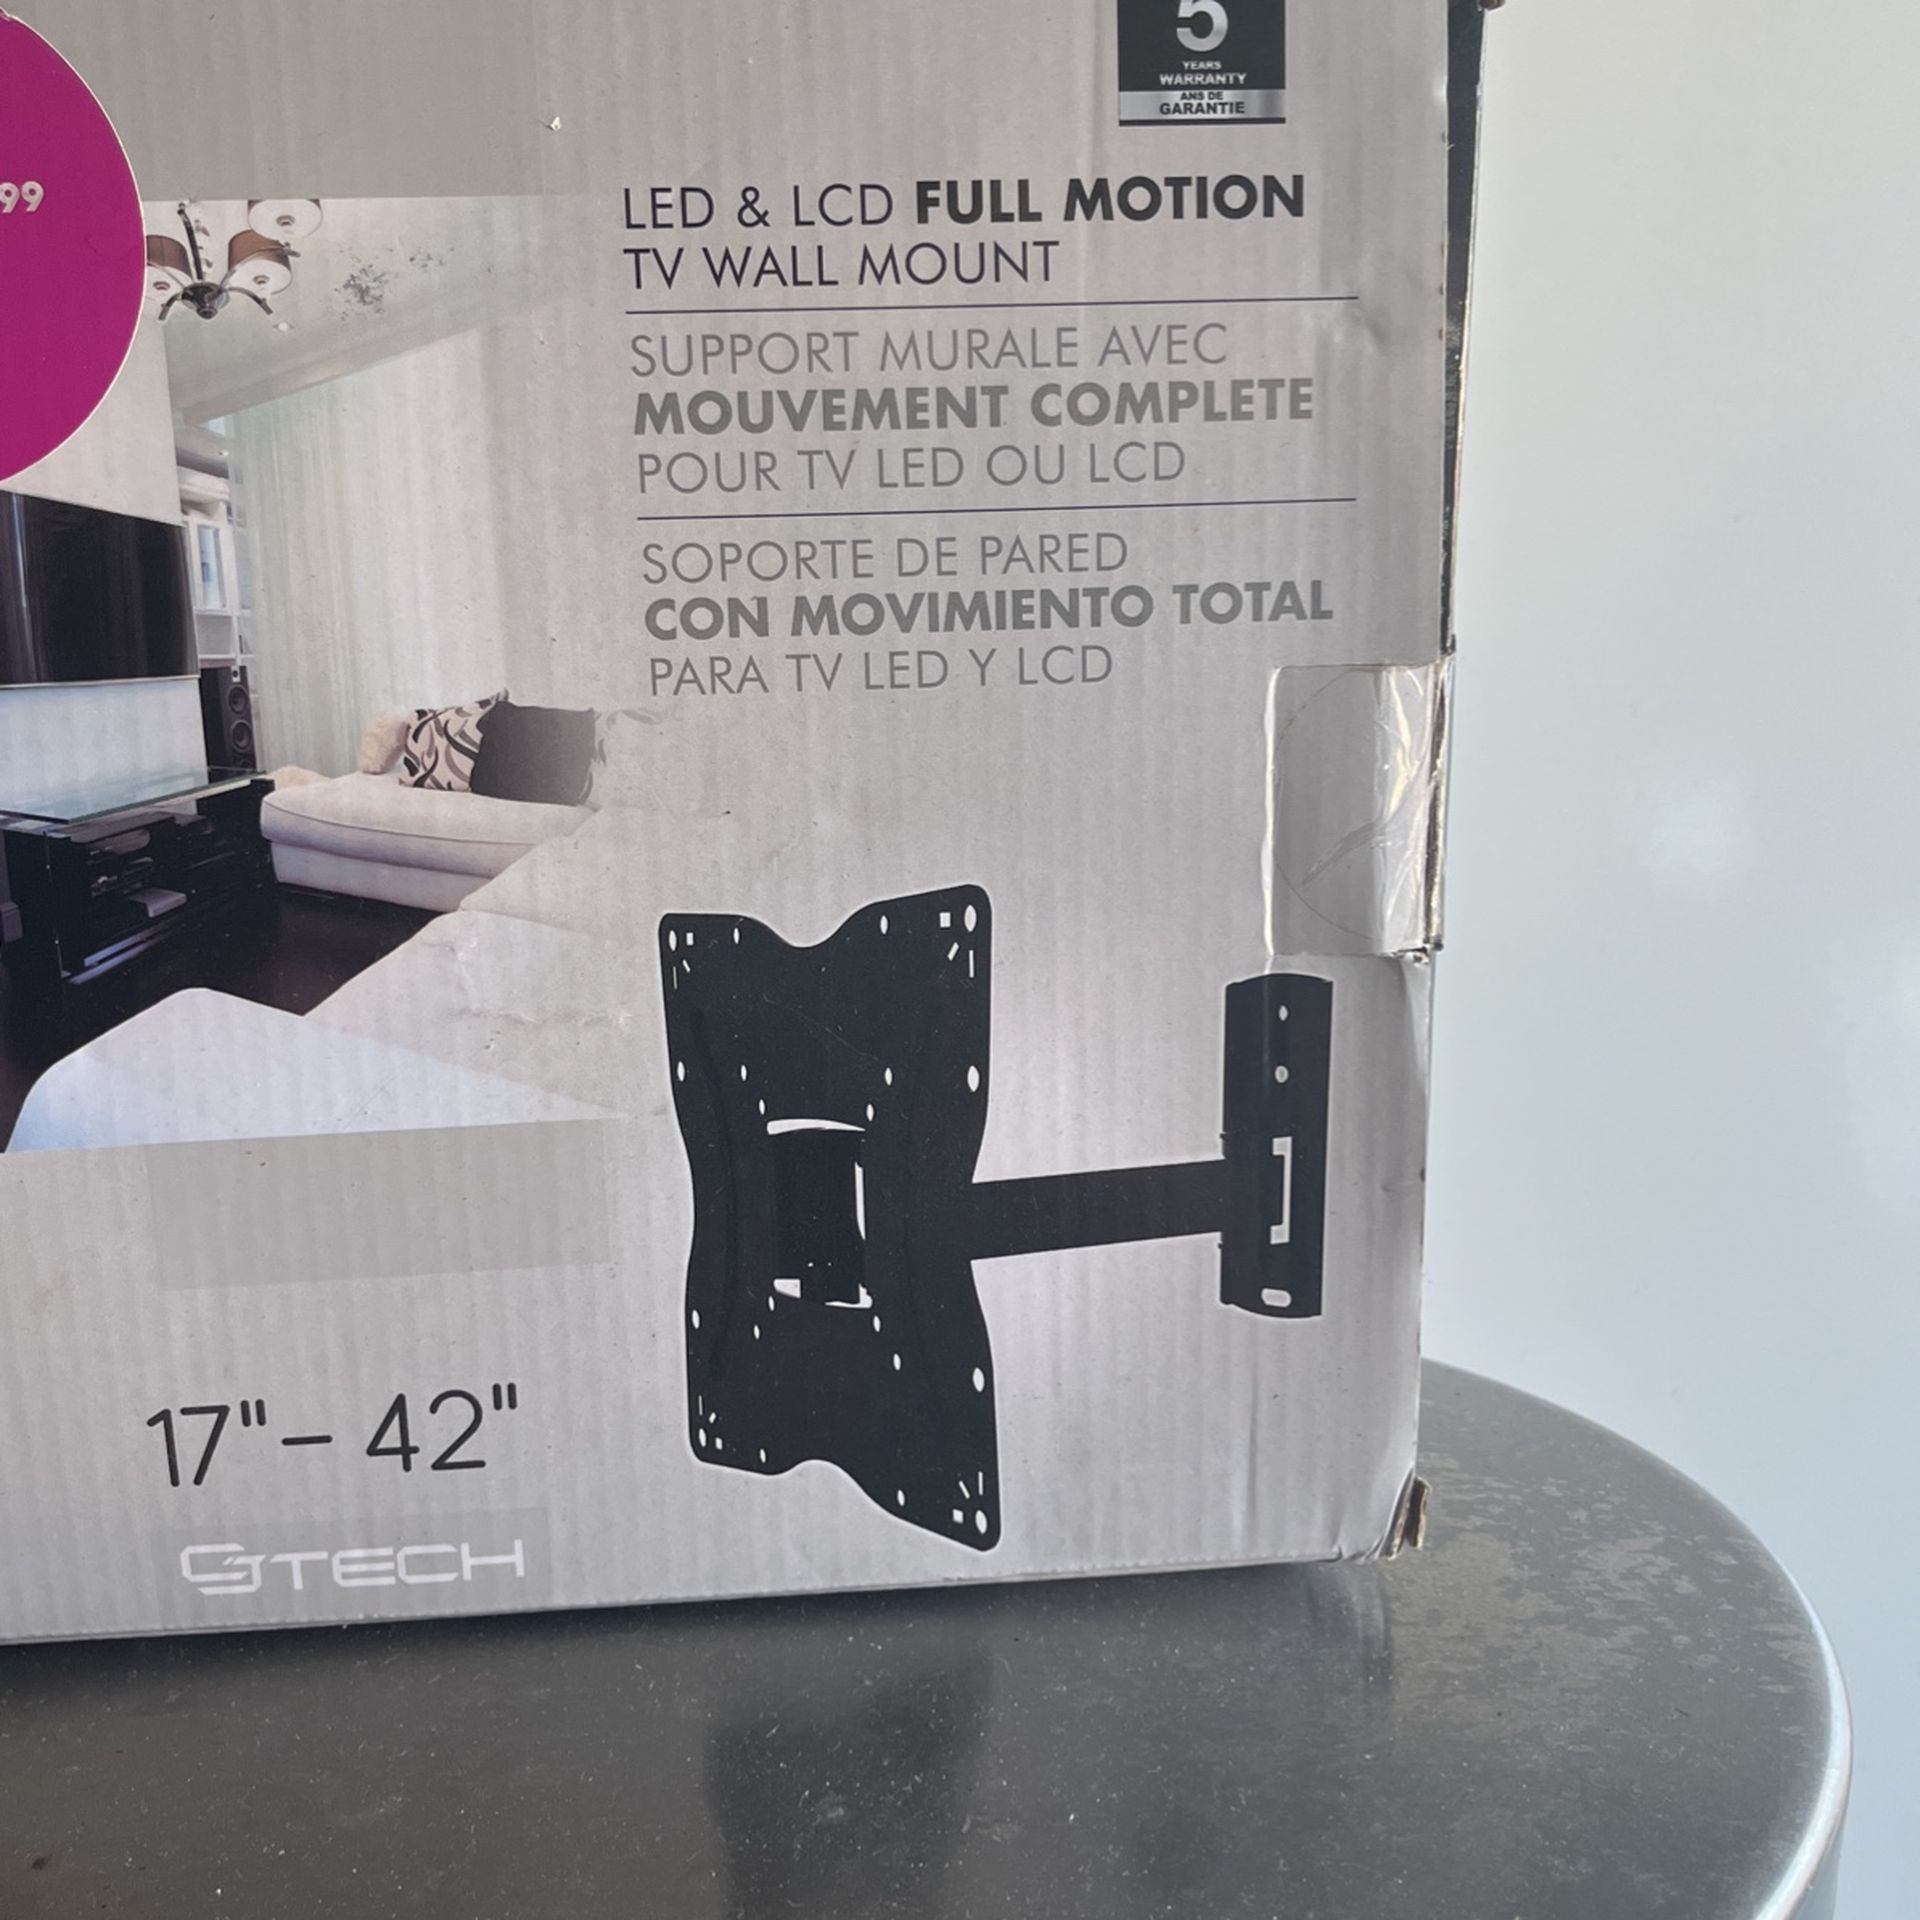 5
YEARS
WARRANTY
ANS DE
GARANTIE
99
LED & LCD FULL MOTION
TV WALL MOUNT
SUPPORT MURALE AVEC
MOUVEMENT COMPLETE
POUR TV LED OU LCD
SOPORTE DE PARED
CON MOVIMIENTO TOTAL
PARA TV LED Y LCD
17"- 42"
GTECH